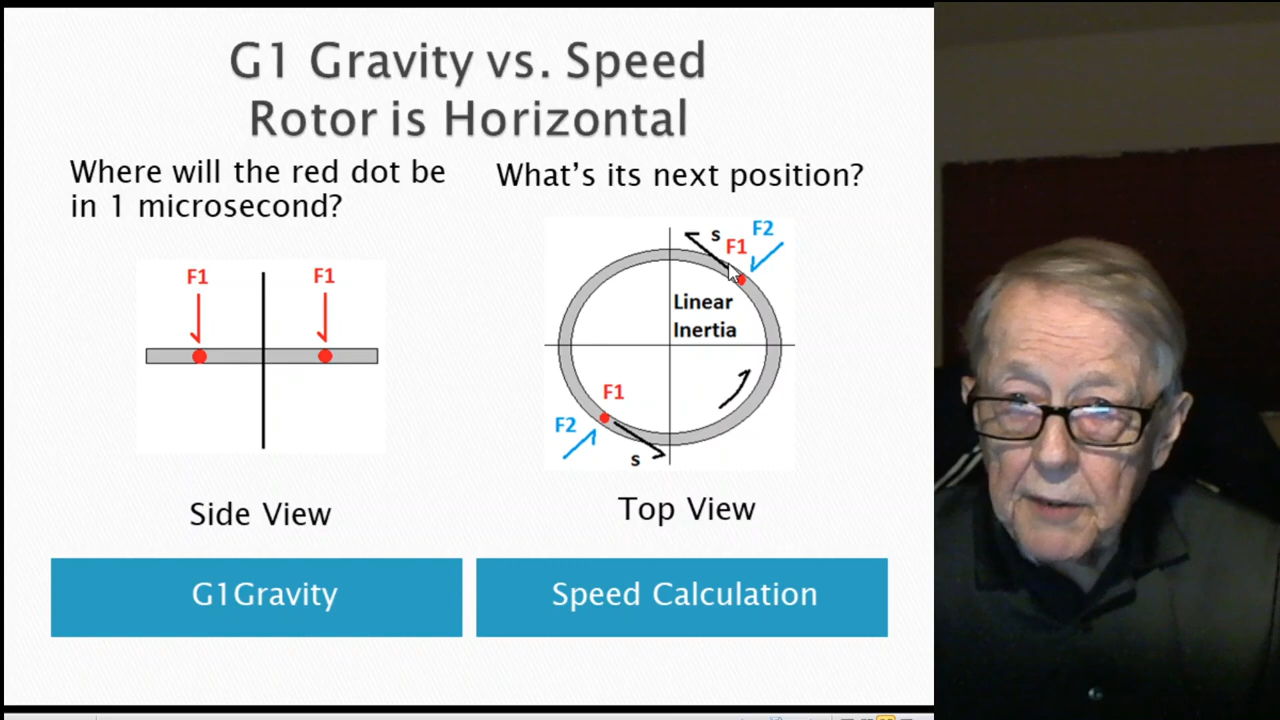 G1 Gravity vs. Speed
Rotor is Horizontal
Where will the red dot be
in 1 microsecond?
What's its next position?
F1
F1
s
F1
F2
Linear
Inertia
F1
F2
s
Side View
Top View
G1Gravity
Speed Calculation